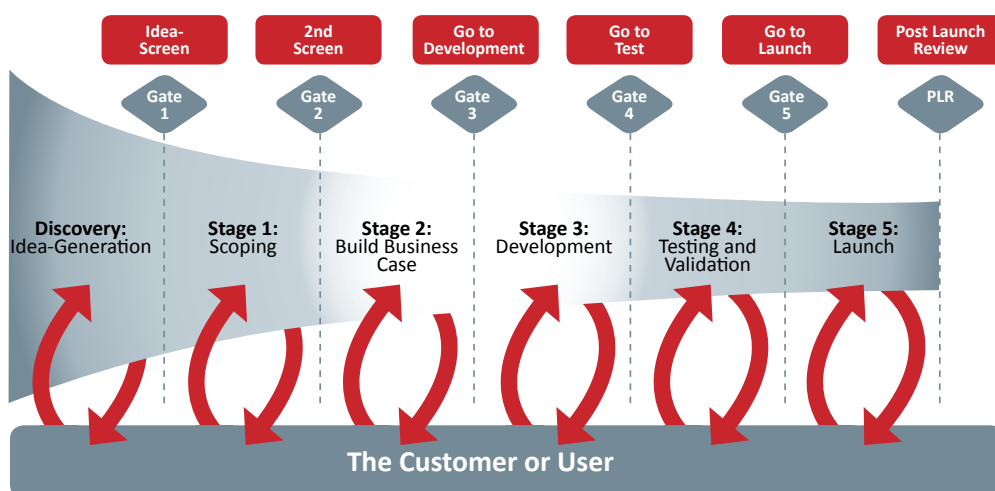 Idea-
Screen
2nd
Screen
Go to
Development
Go to
Test
Go to
Launch
Post Launch
Review
Gate
1
Gate
2
Gate
3
Gate
4
Gate
5
PLR
Discovery:
Idea-Generation
Stage 1:
Scoping
Stage 2:
Build Business
Case
Stage 3:
Development
Stage 4:
Testing and
Validation
Stage 5:
Launch
The Customer or User